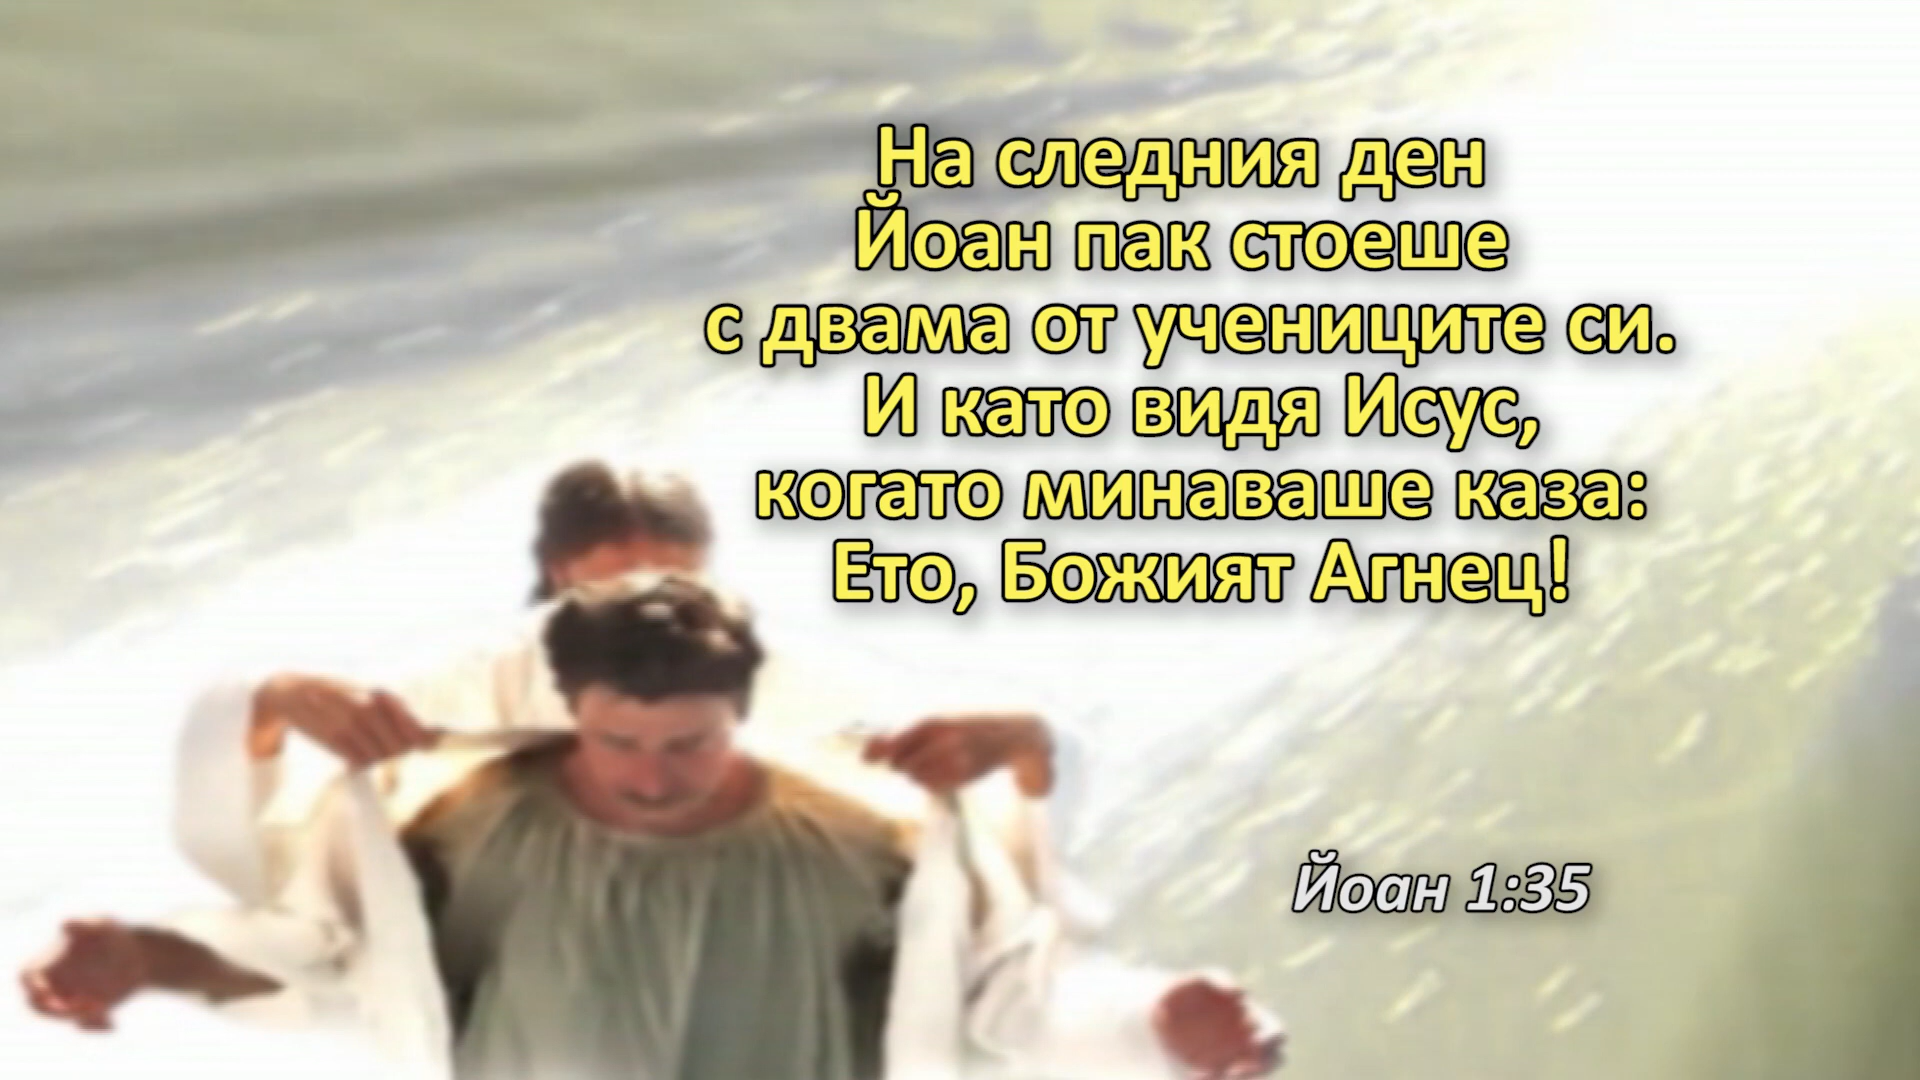 На следния ден
Йоан пак стоеше
с двама от учениците си.
И като видя Исус,
когато минаваше каза:
Ето, Божият Агнец!
Йоан 1:35